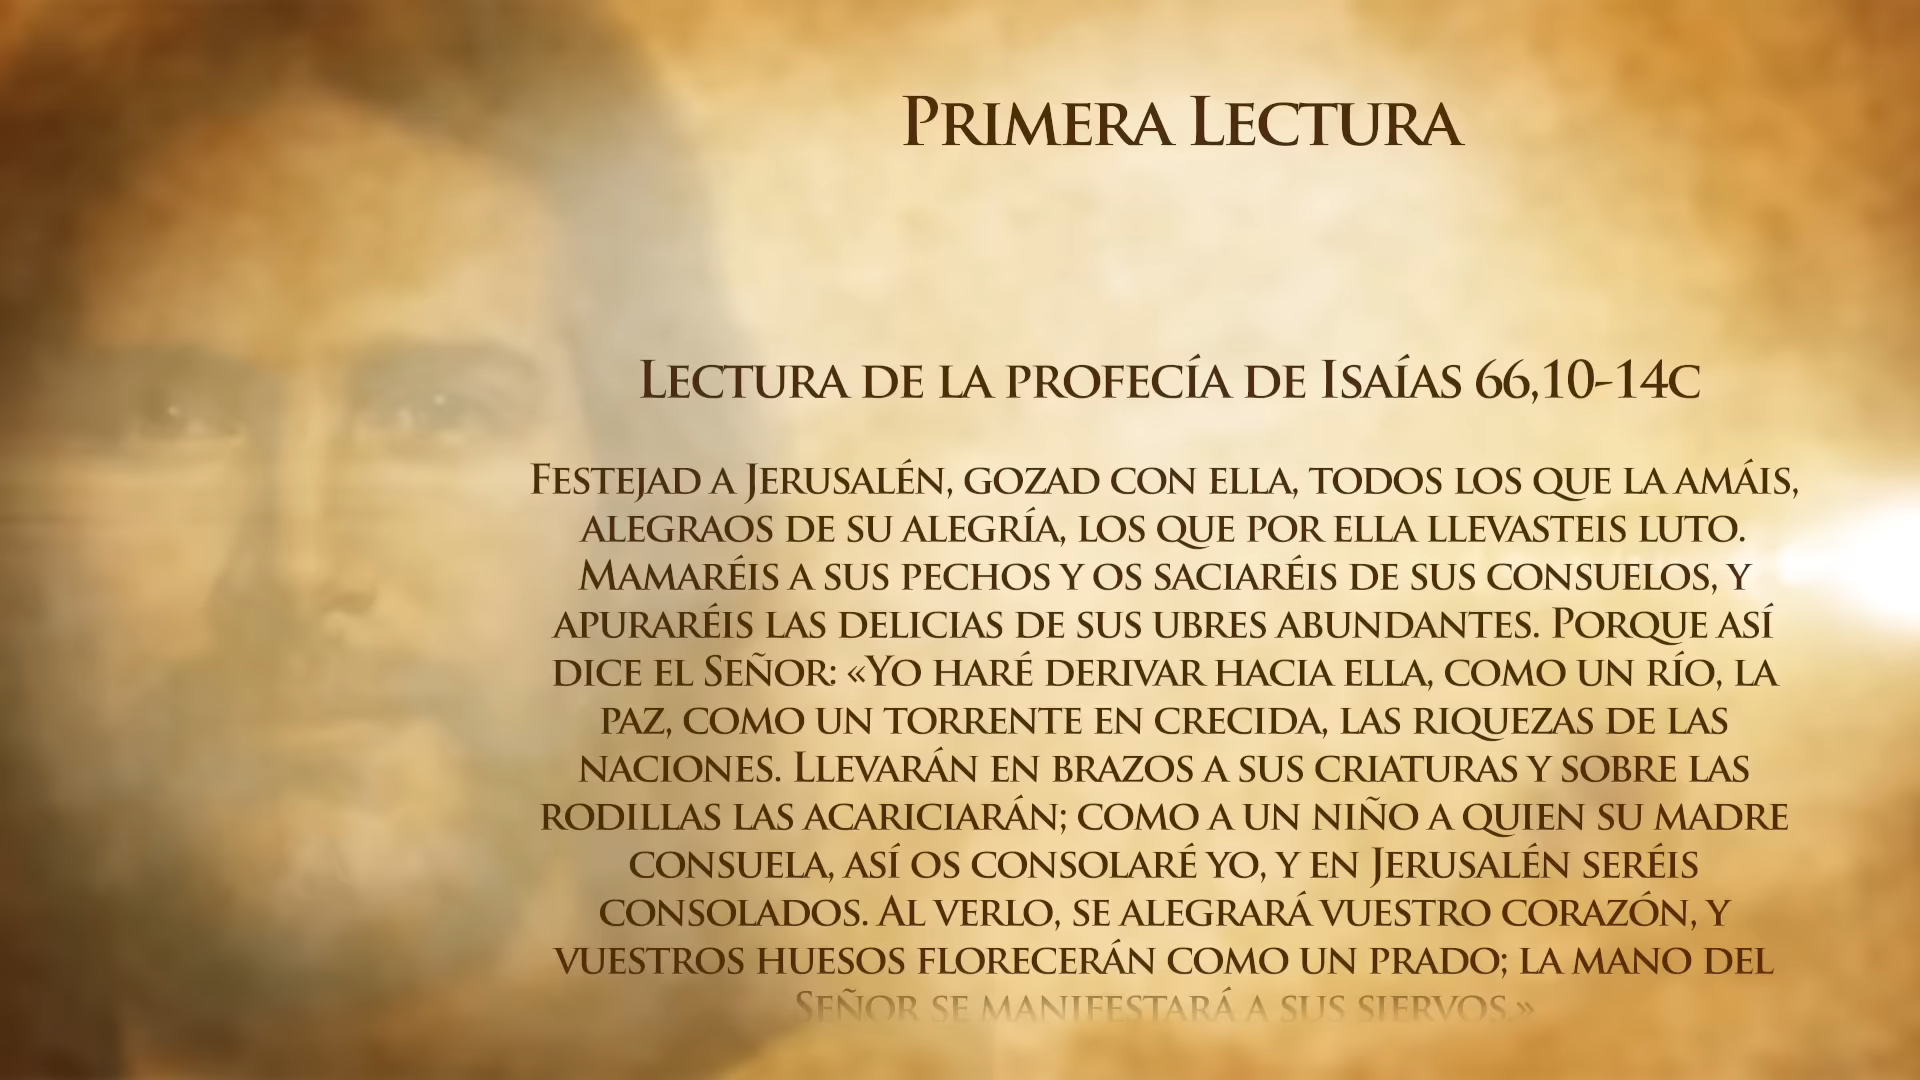 Primera Lectura
Lectura de la profecía de Isaías 66,10-14c
Festejad a Jerusalén, gozad con ella, todos los que la amáis,
alegraos de su alegría, los que por ella llevasteis luto.
Mamaréis a sus pechos y os saciaréis de sus consuelos, y
apuraréis las delicias de sus ubres abundantes. Porque así
dice el Señor: «Yo haré derivar hacia ella, como un río, la
paz, como un torrente en crecida, las riquezas de las
naciones. Llevarán en brazos a sus criaturas y sobre las
rodillas las acariciarán; como a un niño a quien su madre
consuela, así os consolaré yo, y en Jerusalén seréis
consolados. Al verlo, se alegrará vuestro corazón, y
vuestros huesos florecerán como un prado; la mano del
Señor se manifestará a sus siervos.»